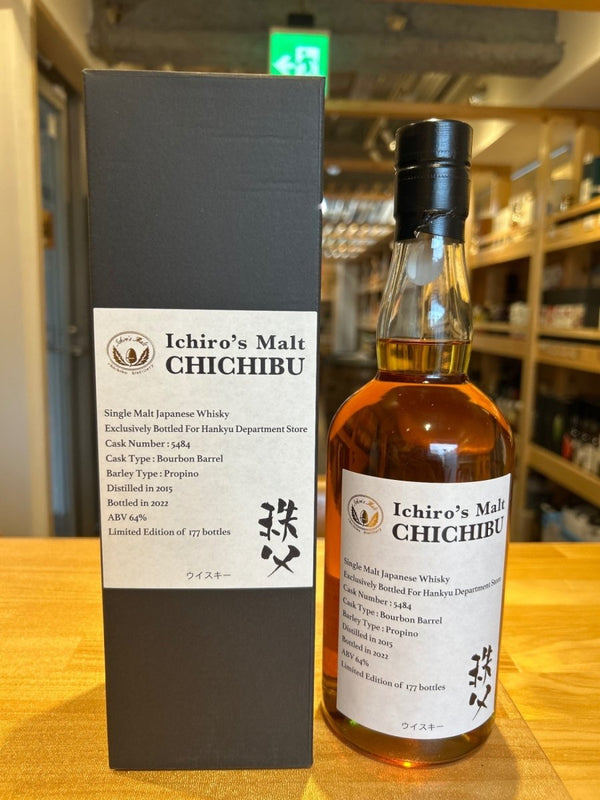 Ichiro's Malt
Ichiro's Malt
CHICHIBU
Single Malt Japanese Whisky
Exclusively Bottled For Hankyu Department Store
Cask Number : 5484
Cask Type : Bourbon Barrel
Barley Type : Propino
Distilled in 2015
Bottled in 2022
ABV 64%
Limited Edition of 177 bottles
秩父
ウイスキー
Ichiro's Malt
Ichiro's Malt
CHICHIBU
Single Malt Japanese Whisky
Exclusively Bottled For Hankyu Department Store
Cask Number : 5484
Cask Type : Bourbon Barrel
Barley Type : Propino
Distilled in 2015
Bottled in 2022
ABV 64%
Limited Edition of 177 bottles
秩父
ウイスキー